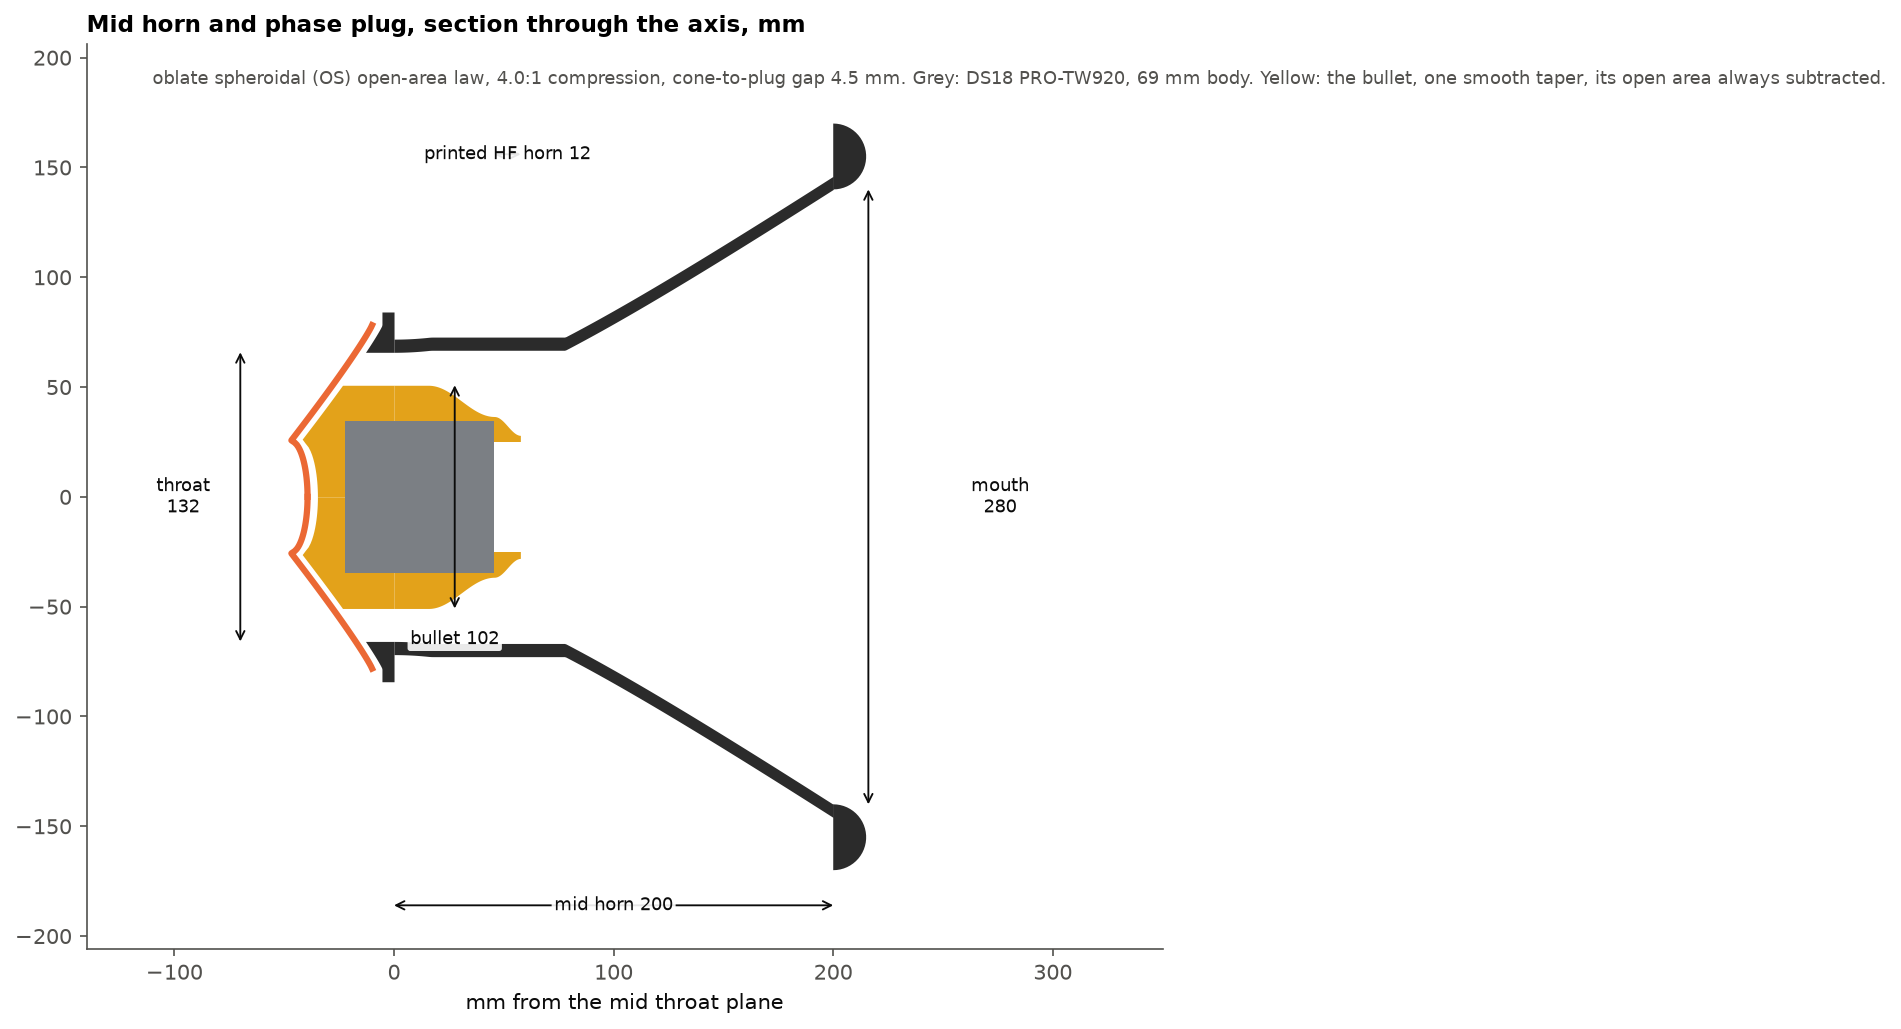 Mid horn and phase plug, section through the axis, mm
200
oblate spheroidal (OS) open-area law, 4.0:1 compression, cone-to-plug gap 4.5 mm. Grey: DS18 PRO-TW920, 69 mm body. Yellow: the bullet, one smooth taper, its open area always subtracted.
printed HF horn 12
150
100
50
throat
132
0
mouth
280
−50
bullet 102
−100
−150
mid horn 200
−200
−100
0
100
200
300
mm from the mid throat plane